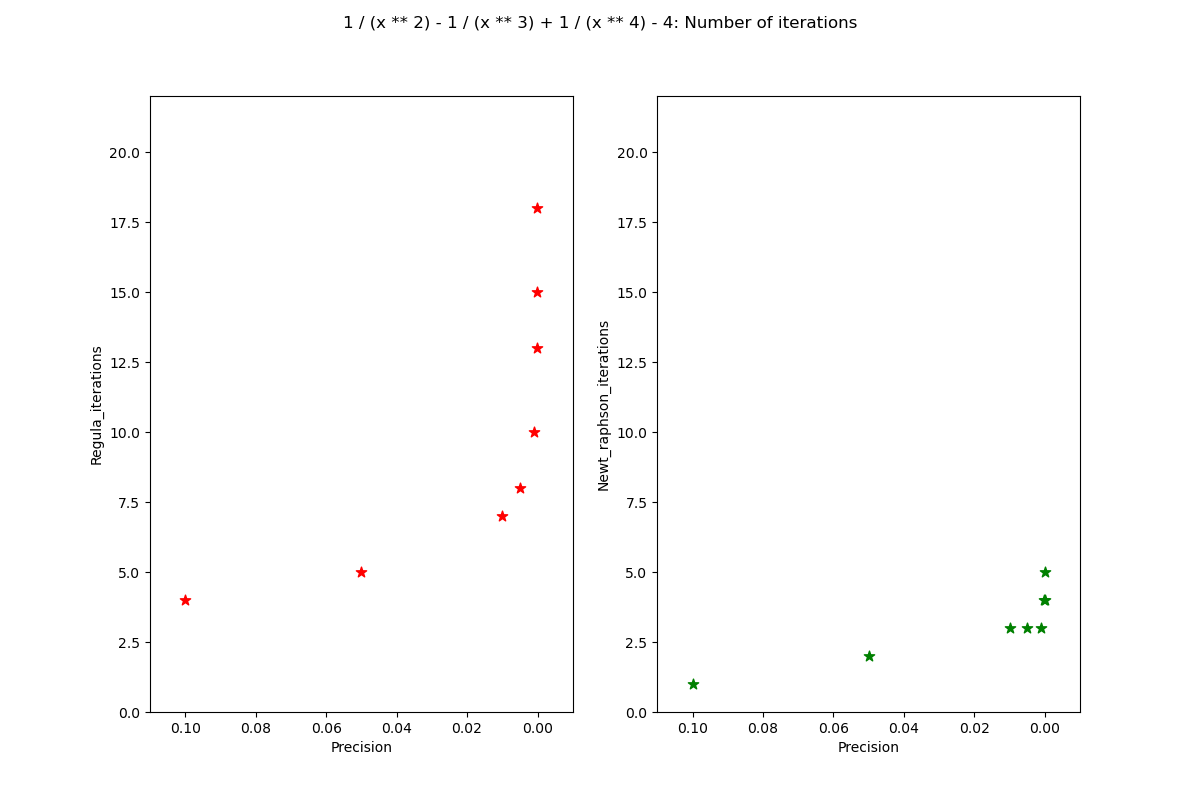 1 / (x ** 2) - 1 / (x ** 3) + 1 / (x ** 4) - 4: Number of iterations
Regula_iterations
20.0
17.5
15.0
12.5
10.0
7.5
5.0
2.5
0.0
0.10 0.08 0.06 0.04 0.02 0.00
Precision
Newt_raphson_iterations
20.0
17.5
15.0
12.5
10.0
7.5
5.0
2.5
0.0
0.10 0.08 0.06 0.04 0.02 0.00
Precision